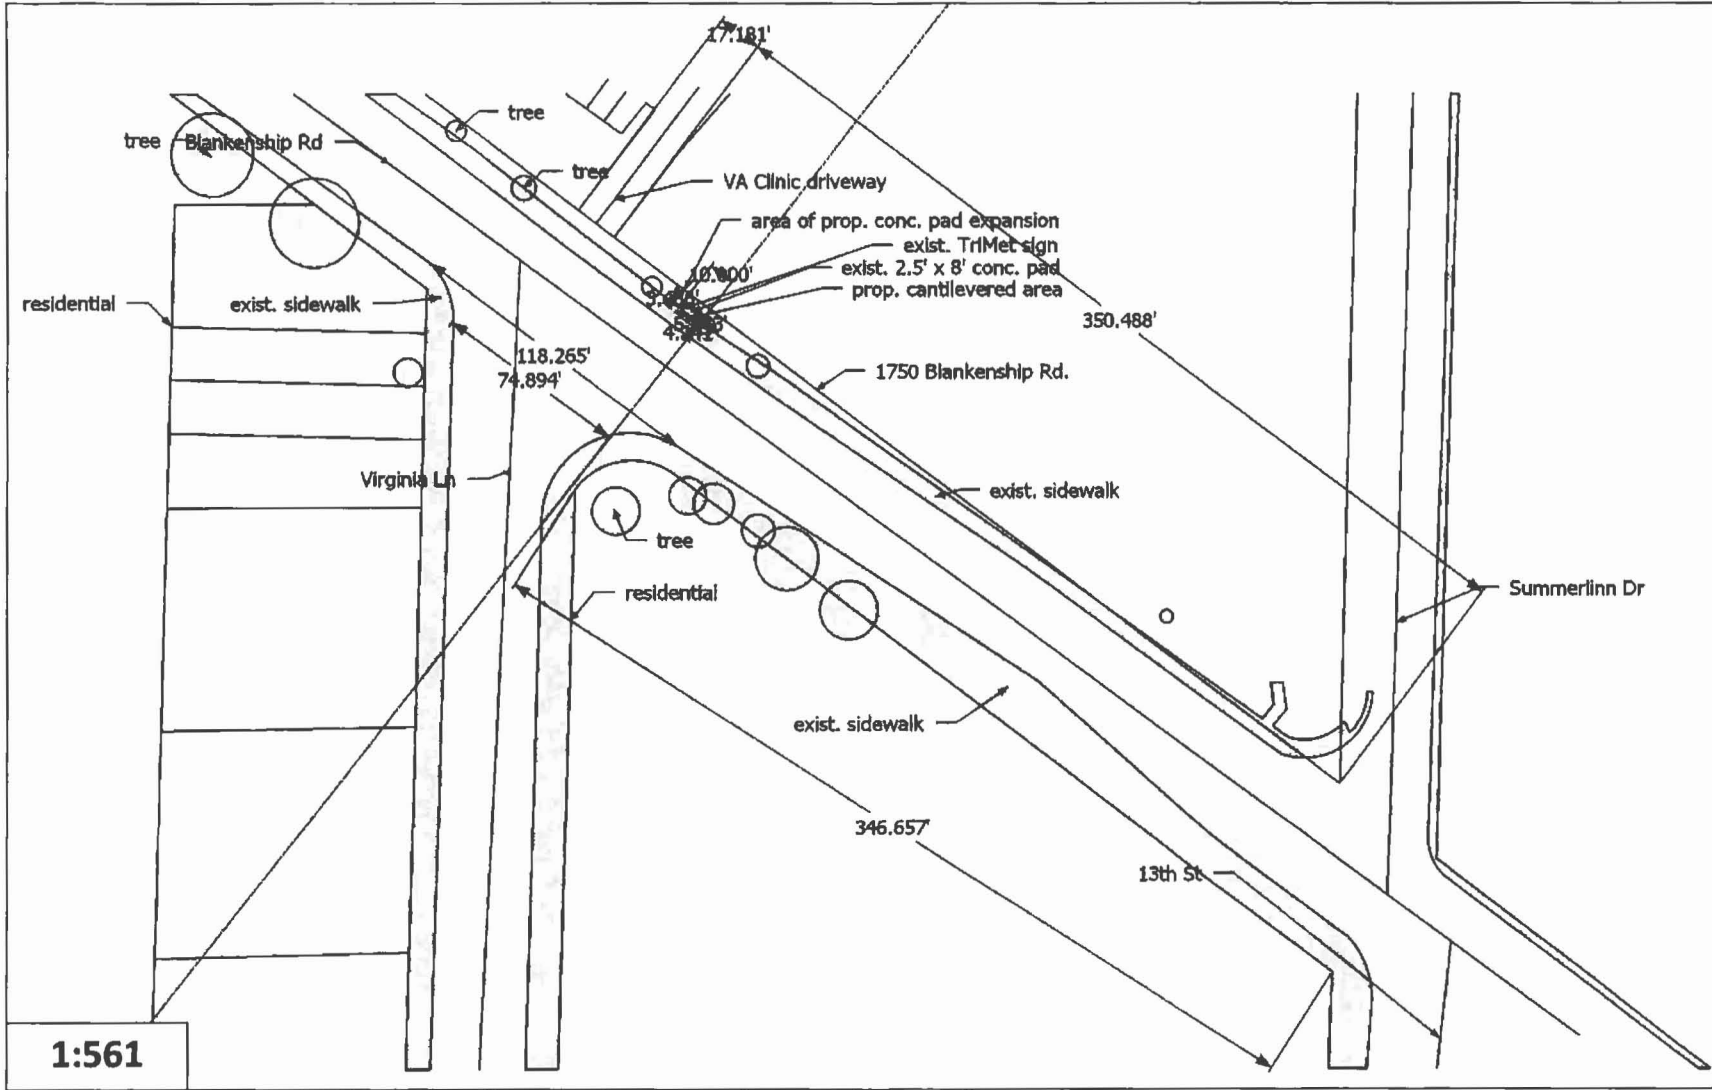 17.181'
tree
tree
Blankenship Rd
tree
VA Clinic driveway
area of prop. conc. pad expansion
exist. TriMet sign
10.000'
exist. 2.5' x 8' conc. pad
prop. cantilevered area
residential
exist. sidewalk
350.488'
118.265'
74.894'
1750 Blankenship Rd.
Virginia Ln
exist. sidewalk
tree
residential
Summerlinn Dr
exist. sidewalk
346.657'
13th St
1:561